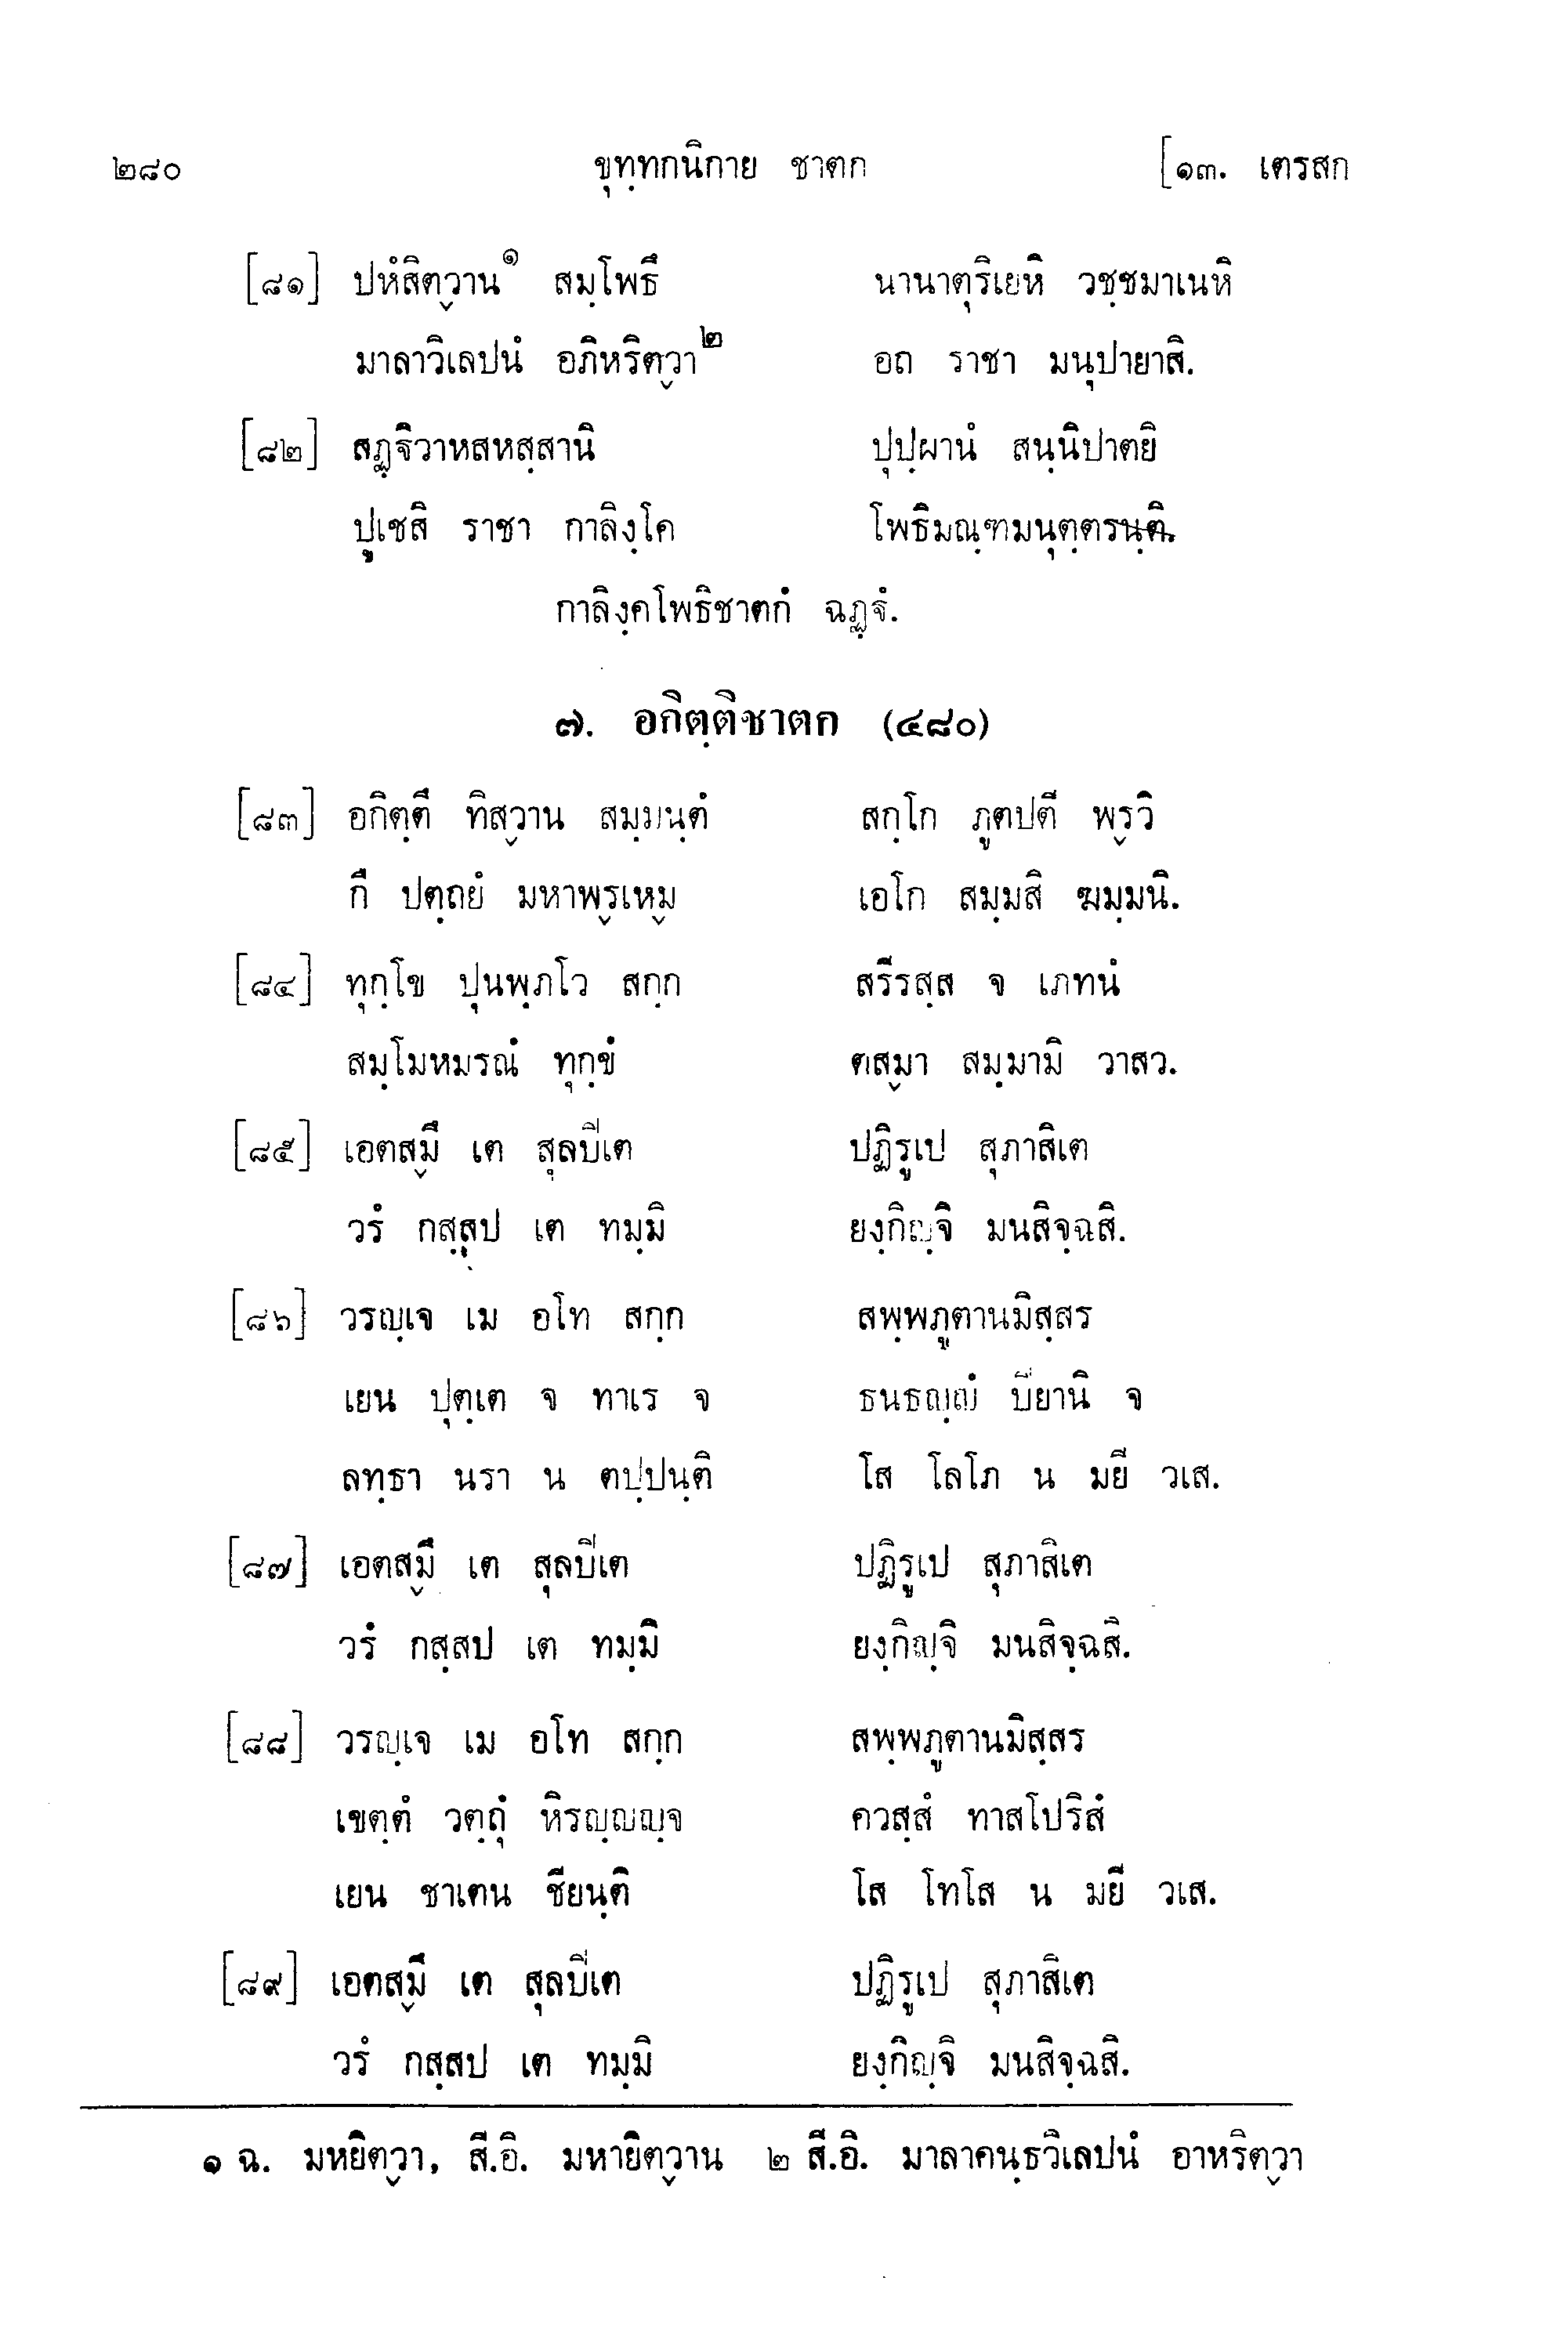 ๒๘๐ ขุทฺทกนิกาย ชาตก [๑๓. เตรสก
[๘๑] ปหํสิต๎วาน๑ สมฺโพธึ นานาตุริเยหิ วชฺชมาเนหิ
มาลาวิเลปนํ อภิหริต๎วา๒ อถ ราชา มนุปายาสิ.
[๘๒] สฏฺฐิวาหสหสฺสานิ ปุปฺผานํ สนฺนิปาตยิ
ปูเชสิ ราชา กาลิงฺโค โพธิมณฺฑมนุตฺตรนฺติ.
กาลิงฺคโพธิชาตกํ ฉฏฺฐํ.
๗. อกิตฺติชาตก (๔๘๐)
[๘๓] อกิตฺตึ ทิส๎วาน สมฺมนฺตํ สกฺโก ภูตปตี พ๎รวิ
กึ ปตฺถยํ มหาพ๎รเห๎ม เอโก สมฺมสิ ฆมฺมนิ.
[๘๔] ทุกฺโข ปุนพฺภโว สกฺก สรีรสฺส จ เภทนํ
สมฺโมหมรณํ ทุกฺขํ ตส๎มา สมฺมามิ วาสว.
[๘๕] เอตส๎มึ เต สุลปิเต ปฏิรูเป สุภาสิเต
วรํ กสฺสุป เต ทมฺมิ ยงฺกิญฺจิ มนสิจฺฉสิ.
[๘๖] วรญฺเจ เม อโท สกฺก สพฺพภูตานมิสฺสร
เยน ปุตฺเต จ ทาเร จ ธนธญฺญํ ปิยานิ จ
ลทฺธา นรา น ตปฺปนฺติ โส โลโภ น มยี วเส.
[๘๗] เอตส๎มึ เต สุลปิเต ปฏิรูเป สุภาสิเต
วรํ กสฺสป เต ทมฺมิ ยงฺกิญฺจิ มนสิจฺฉสิ.
[๘๘] วรญฺเจ เม อโท สกฺก สพฺพภูตานมิสฺสร
เขตฺตํ วตฺถุํ หิรญฺญญฺจ ควสฺสํ ทาสโปริสํ
เยน ชาเตน ชียนฺติ โส โทโส น มยี วเส.
[๘๙] เอตส๎มึ เต สุลปิเต ปฏิรูเป สุภาสิเต
วรํ กสฺสป เต ทมฺมิ ยงฺกิญฺจิ มนสิจฺฉสิ.
๑ ฉ. มหยิต๎วา, สี.อิ. มหายิต๎วาน ๒ สี.อิ. มาลาคนฺธวิเลปนํ อาหริต๎วา